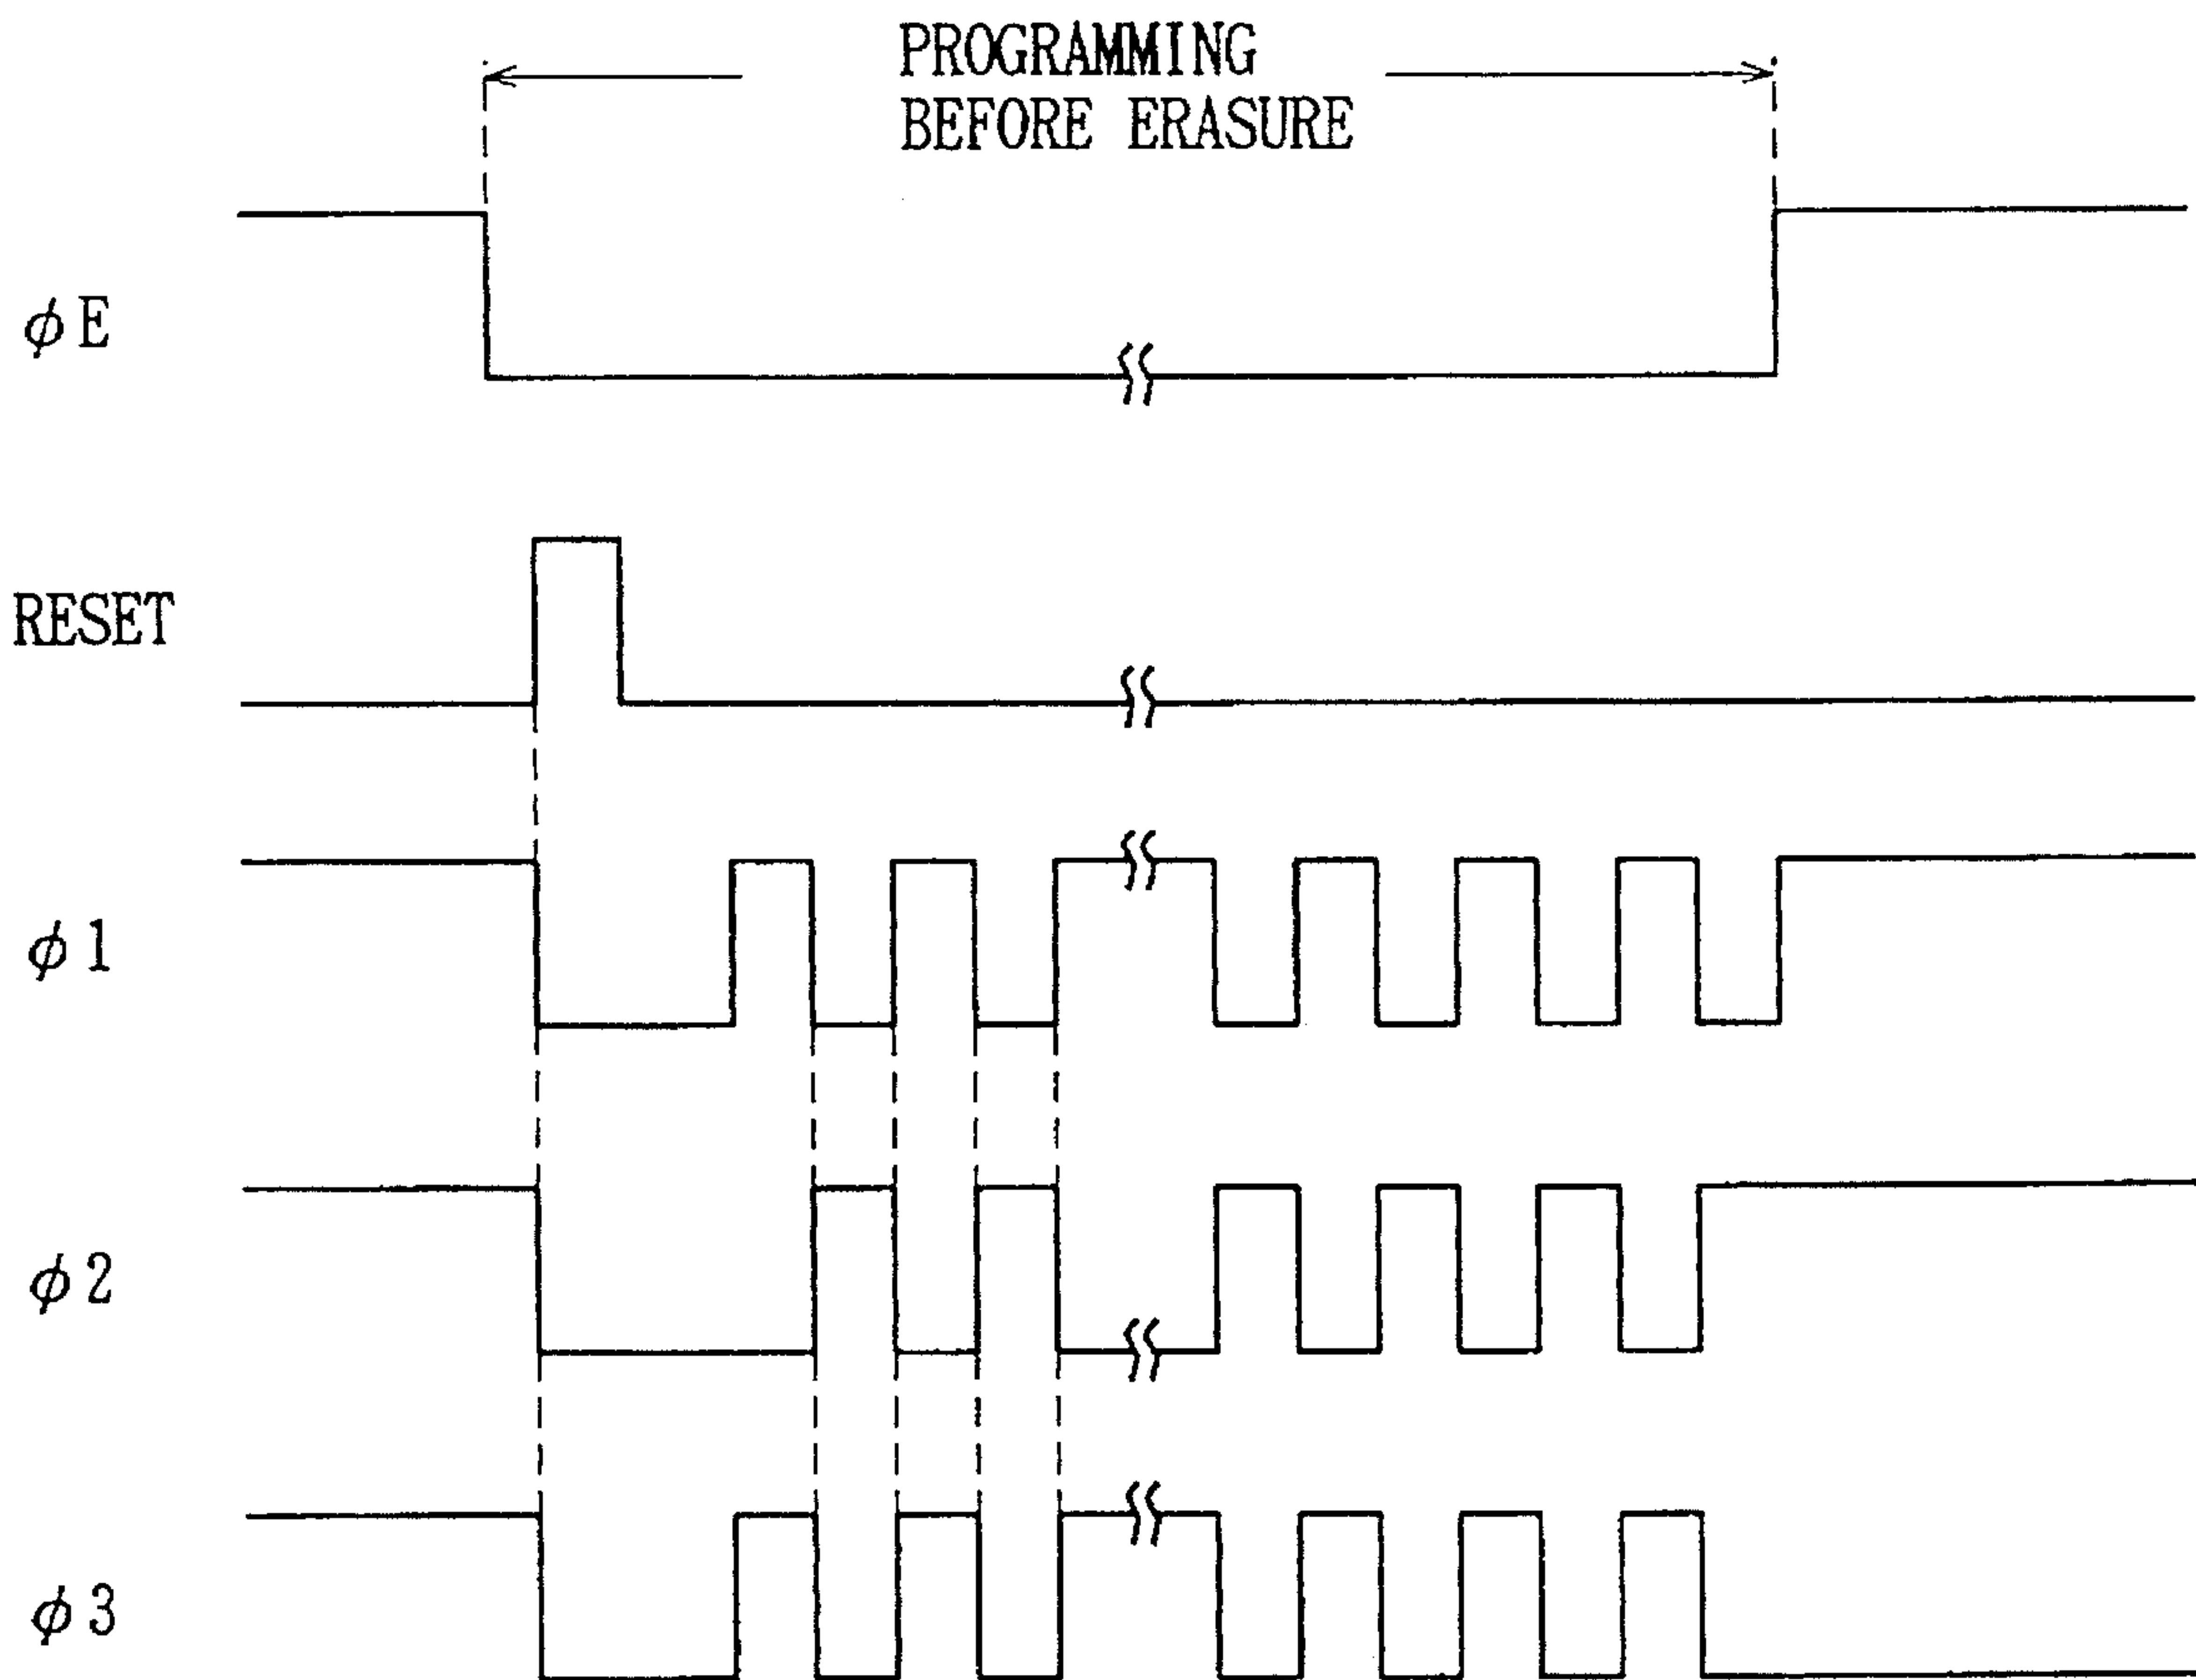 PROGRAMMING
BEFORE ERASURE
φE
RESET
φ1
φ2
φ3